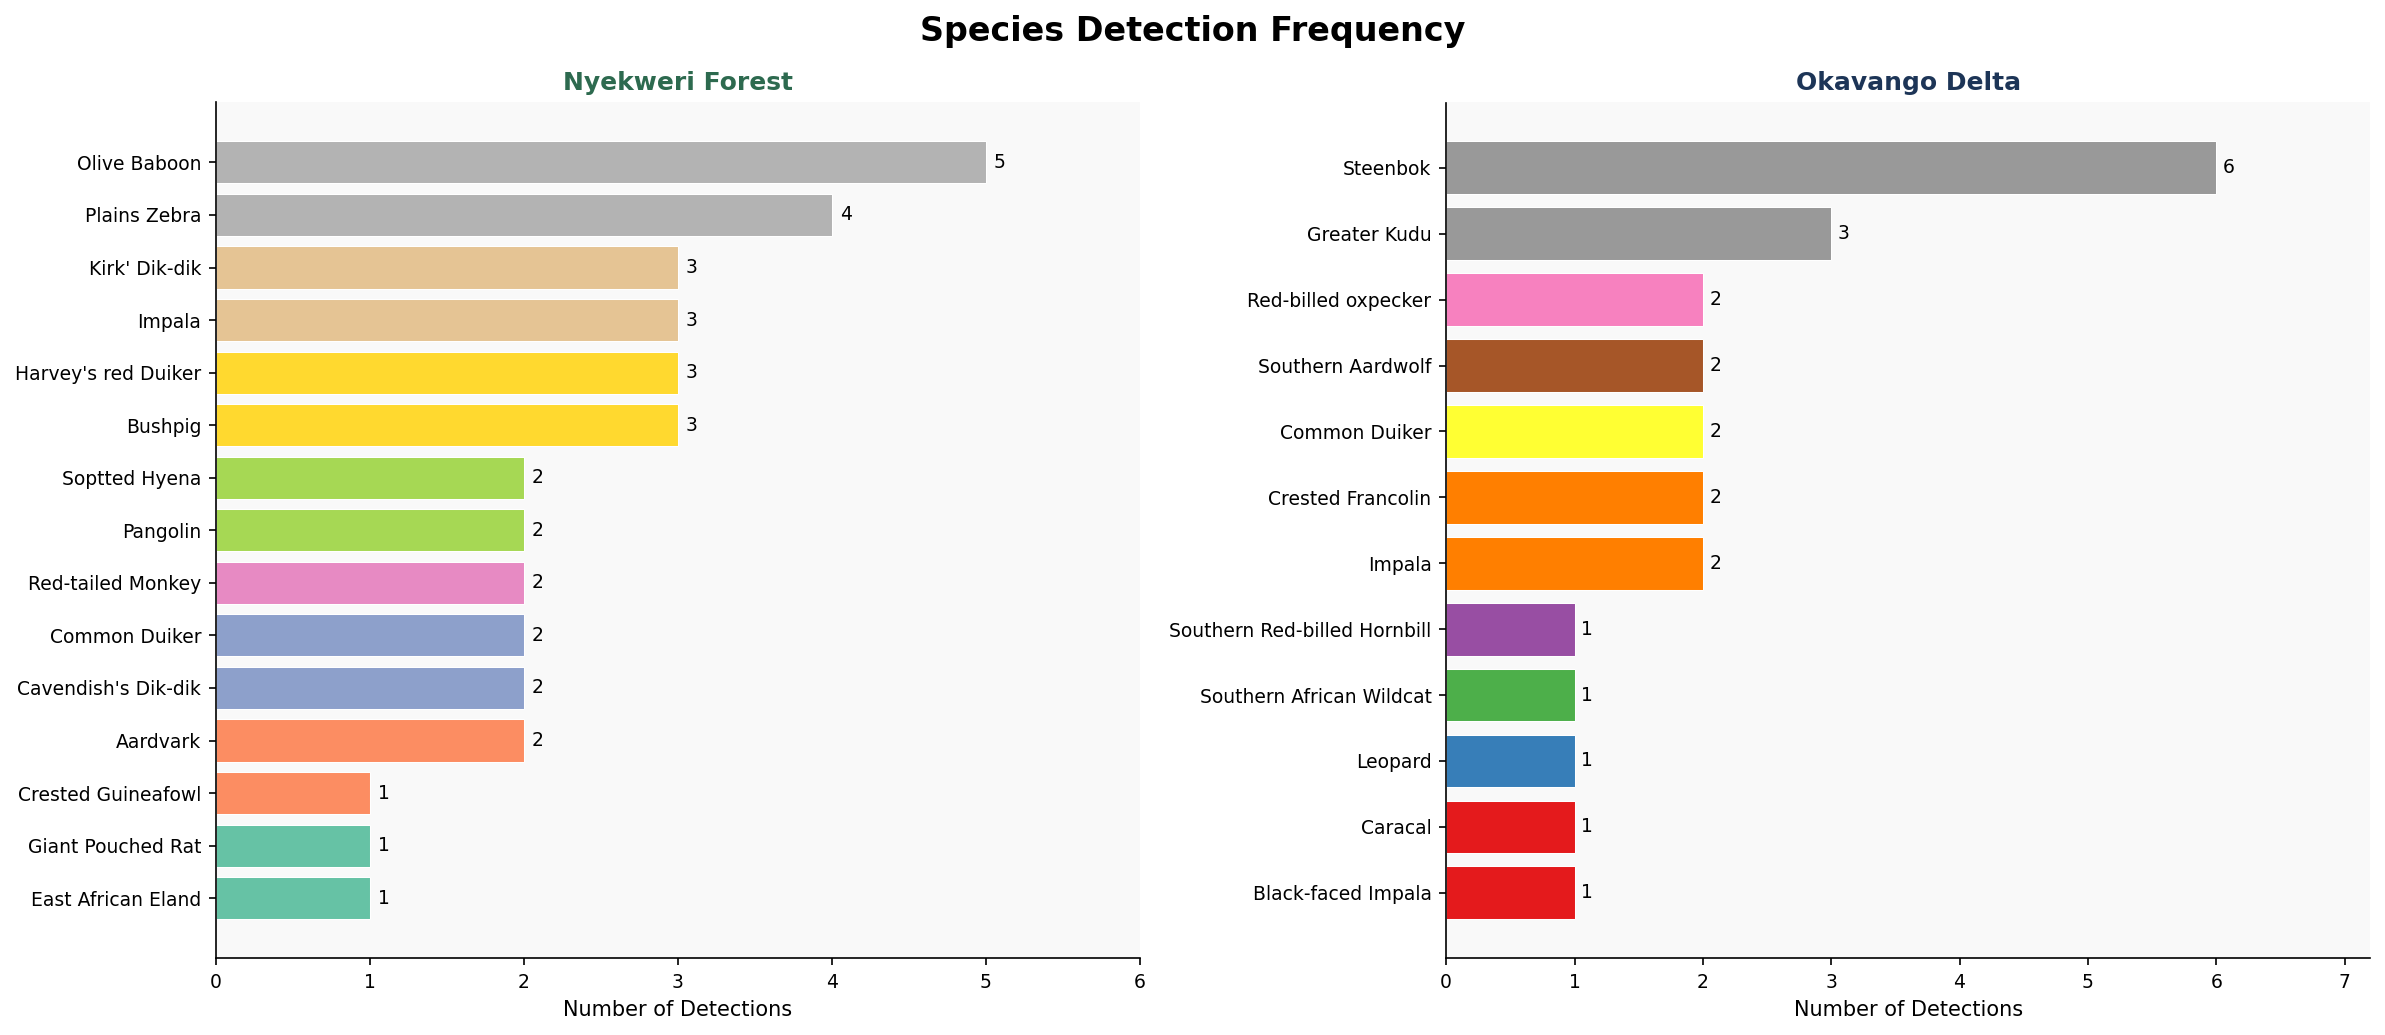 Species Detection Frequency
Nyekweri Forest
Olive Baboon 5
Plains Zebra 4
Kirk' Dik-dik 3
Impala 3
Harvey's red Duiker 3
Bushpig 3
Soptted Hyena 2
Pangolin 2
Red-tailed Monkey 2
Common Duiker 2
Cavendish's Dik-dik 2
Aardvark 2
Crested Guineafowl 1
Giant Pouched Rat 1
East African Eland 1
0 1 2 3 4 5 6
Number of Detections
Okavango Delta
Steenbok 6
Greater Kudu 3
Red-billed oxpecker 2
Southern Aardwolf 2
Common Duiker 2
Crested Francolin 2
Impala 2
Southern Red-billed Hornbill 1
Southern African Wildcat 1
Leopard 1
Caracal 1
Black-faced Impala 1
0 1 2 3 4 5 6 7
Number of Detections